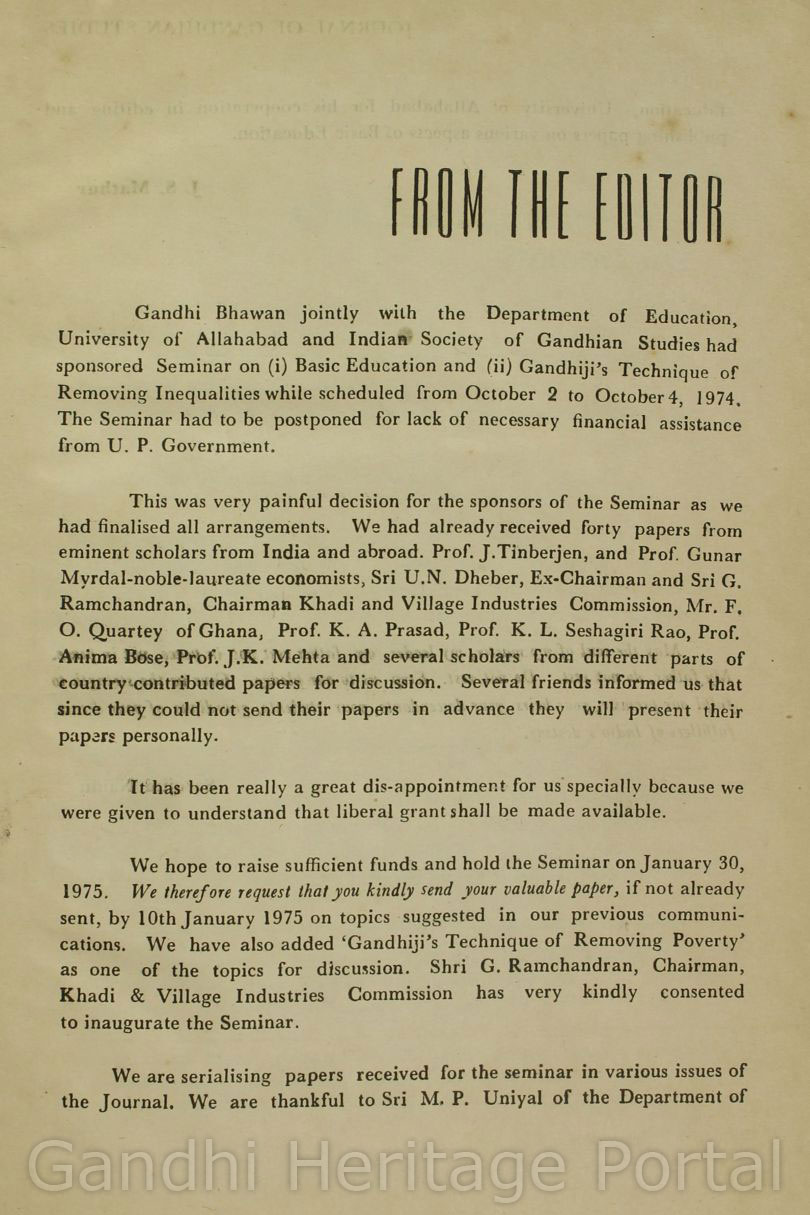 FROM THE EDITOR
Gandhi Bhawan jointly with the Department of Education,
University of Allahabad and Indian Society of Gandhian Studies had
sponsored Seminar on (i) Basic Education and (ii) Gandhiji's Technique of
Removing Inequalities while scheduled from October 2 to October 4, 1974.
The Seminar had to be postponed for lack of necessary financial assistance
from U. P. Government.
This was very painful decision for the sponsors of the Seminar as we
had finalised all arrangements. We had already received forty papers from
eminent scholars from India and abroad. Prof. J.Tinberjen, and Prof. Gunar
Myrdal-noble-laureate economists, Sri U.N. Dheber, Ex-Chairman and Sri G.
Ramchandran, Chairman Khadi and Village Industries Commission, Mr. F.
O. Quartey of Ghana, Prof. K. A. Prasad, Prof. K. L. Seshagiri Rao, Prof.
Anima Bose, Prof. J.K. Mehta and several scholars from different parts of
country contributed papers for discussion. Several friends informed us that
since they could not send their papers in advance they will present their
papers personally.
It has been really a great dis-appointment for us specially because we
were given to understand that liberal grant shall be made available.
We hope to raise sufficient funds and hold the Seminar on January 30,
1975. We therefore request that you kindly send your valuable paper, if not already
sent, by 10th January 1975 on topics suggested in our previous communi-
cations. We have also added 'Gandhiji's Technique of Removing Poverty'
as one of the topics for discussion. Shri G. Ramchandran, Chairman,
Khadi & Village Industries Commission has very kindly consented
to inaugurate the Seminar.
We are serialising papers received for the seminar in various issues of
the Journal. We are thankful to Sri M. P. Uniyal of the Department of
Gandhi Heritage Portal